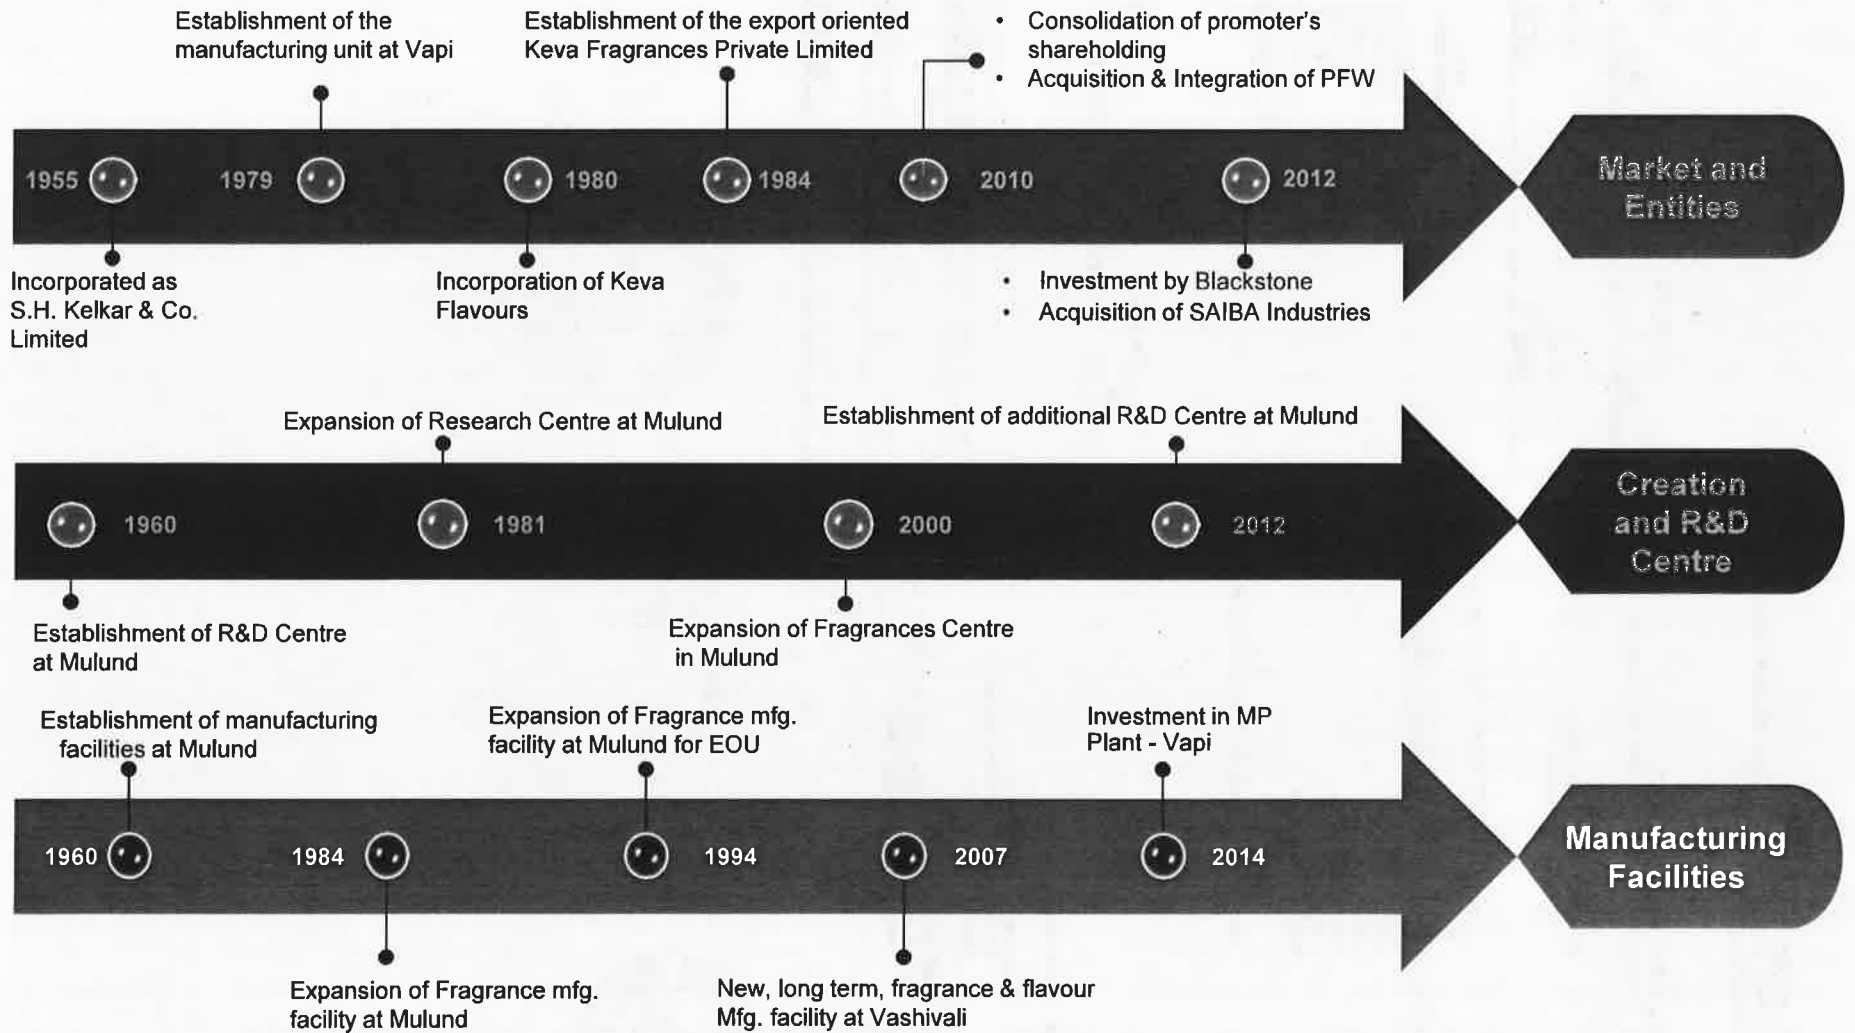 Establishment of the
manufacturing unit at Vapi
Establishment of the export oriented
Keva Fragrances Private Limited
• Consolidation of promoter's
shareholding
• Acquisition & Integration of PFW
1955
1979
1980
1984
2010
2012
Market and
Entities
Incorporated as
S.H. Kelkar & Co.
Limited
Incorporation of Keva
Flavours
• Investment by Blackstone
• Acquisition of SAIBA Industries
Expansion of Research Centre at Mulund
Establishment of additional R&D Centre at Mulund
1960
1981
2000
2012
Creation
and R&D
Centre
Establishment of R&D Centre
at Mulund
Expansion of Fragrances Centre
in Mulund
Establishment of manufacturing
facilities at Mulund
Expansion of Fragrance mfg.
facility at Mulund for EOU
Investment in MP
Plant - Vapi
1960
1984
1994
2007
2014
Manufacturing
Facilities
Expansion of Fragrance mfg.
facility at Mulund
New, long term, fragrance & flavour
Mfg. facility at Vashivali